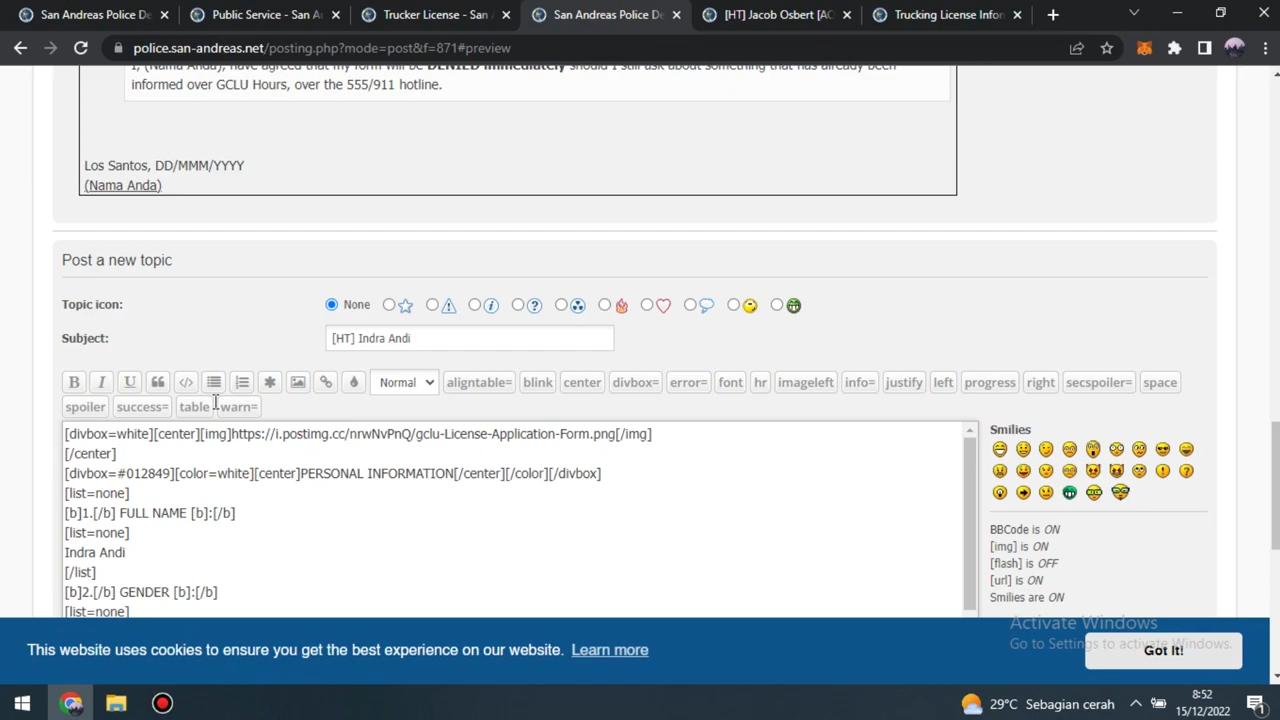 San Andreas Police De
Public Service - San A
Trucker License - San A
San Andreas Police De
[HT] Jacob Osbert [AC
Trucking License Infor
police.san-andreas.net/posting.php?mode=post&f=871#preview
I, (Nama Anda), have agreed that my form will be DENIED immediately should I still ask about something that has already been
informed over GCLU Hours, over the 555/911 hotline.
Los Santos, DD/MMM/YYYY
(Nama Anda)
Post a new topic
Topic icon: None
Subject: [HT] Indra Andi
B I U Normal aligntable= blink center divbox= error= font hr imageleft info= justify left progress right secspoiler= space
spoiler success= table warn=
[divbox=white][center][img]https://i.postimg.cc/nrwNvPnQ/gclu-License-Application-Form.png[/img]
[/center]
[divbox=#012849][color=white][center]PERSONAL INFORMATION[/center][/color][/divbox]
[list=none]
[b]1.[/b] FULL NAME [b]:[/b]
[list=none]
Indra Andi
[/list]
[b]2.[/b] GENDER [b]:[/b]
[list=none]
Smilies
BBCode is ON
[img] is ON
[flash] is OFF
[url] is ON
Smilies are ON
Activate Windows
Go to Settings to activate Windows.
This website uses cookies to ensure you get the best experience on our website. Learn more
Got It!
29°C Sebagian cerah
8:52
15/12/2022
1